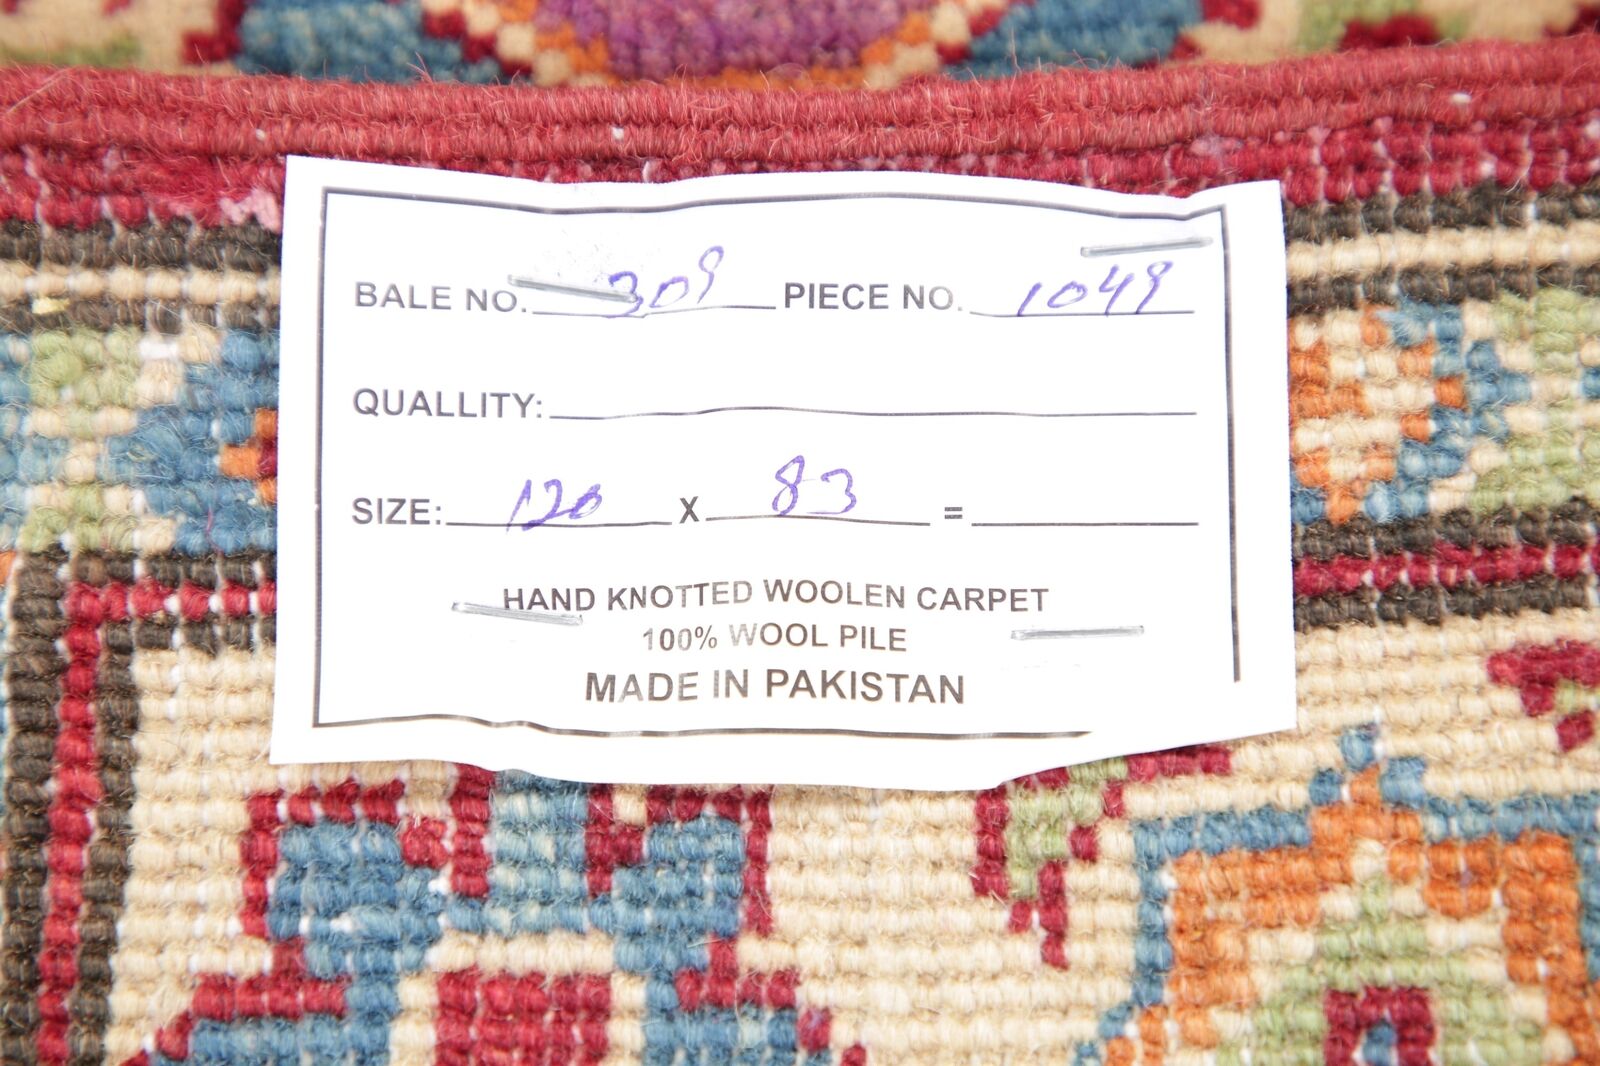 BALE NO. 309 PIECE NO. 1049
QUALLITY:
SIZE: 120 X 83 =
HAND KNOTTED WOOLEN CARPET
100% WOOL PILE
MADE IN PAKISTAN